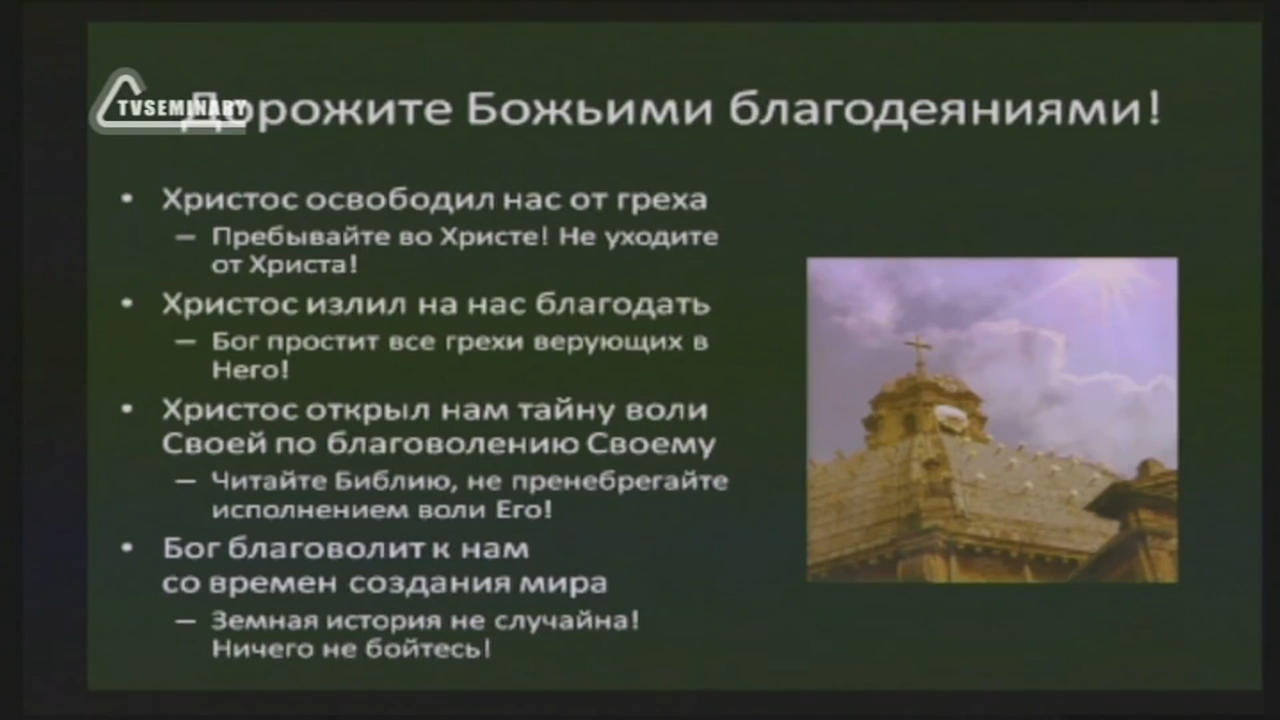 TVSEMINARY
Дорожите Божьими благодеяниями!
• Христос освободил нас от греха
– Пребывайте во Христе! Не уходите
от Христа!
• Христос излил на нас благодать
– Бог простит все грехи верующих в
Него!
• Христос открыл нам тайну воли
Своей по благоволению Своему
– Читайте Библию, не пренебрегайте
исполнением воли Его!
• Бог благоволит к нам
со времен создания мира
– Земная история не случайна!
Ничего не бойтесь!